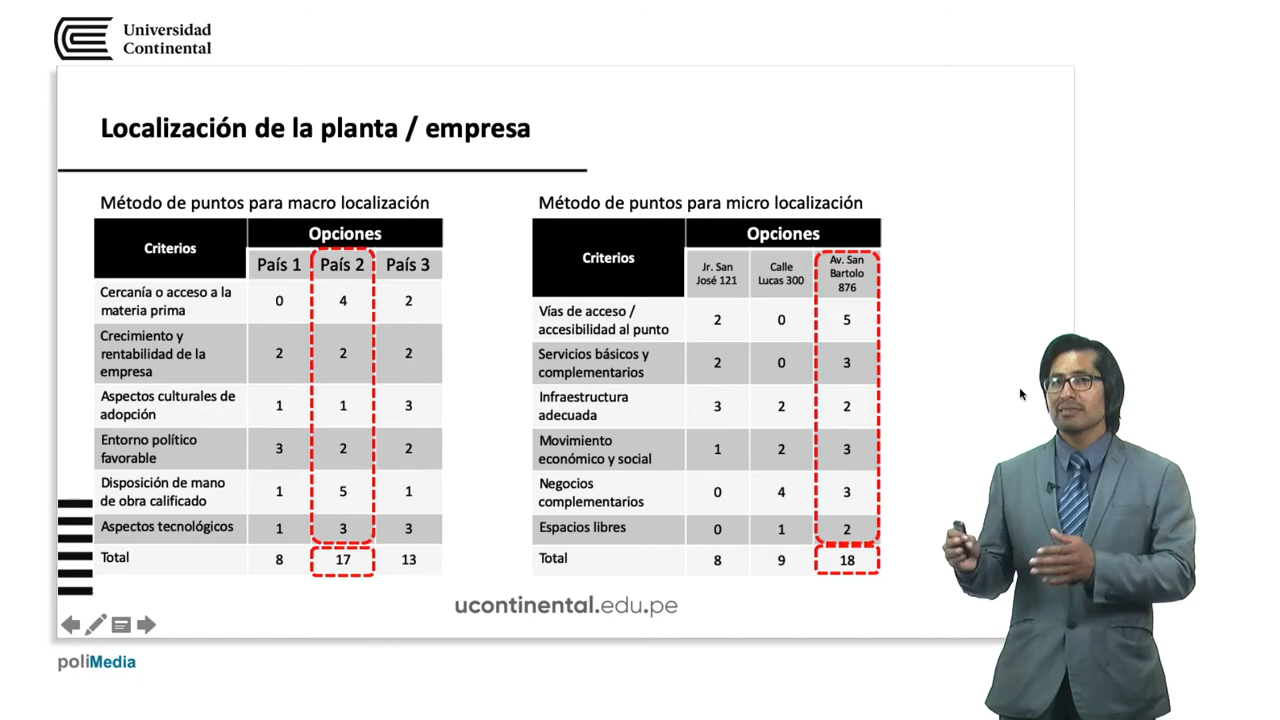 Universidad
Continental
Localización de la planta / empresa
Método de puntos para macro localización
Criterios
Opciones
País 1 País 2 País 3
Cercanía o acceso a la
materia prima
0 4 2
Crecimiento y
rentabilidad de la
empresa
2 2 2
Aspectos culturales de
adopción
1 1 3
Entorno político
favorable
3 2 2
Disposición de mano
de obra calificado
1 5 1
Aspectos tecnológicos 1 3 3
Total 8 17 13
Método de puntos para micro localización
Criterios
Opciones
Jr. San
José 121
Calle
Lucas 300
Av. San
Bartolo
876
Vías de acceso /
accesibilidad al punto
2 0 5
Servicios básicos y
complementarios
2 0 3
Infraestructura
adecuada
3 2 2
Movimiento
económico y social
1 2 3
Negocios
complementarios
0 4 3
Espacios libres 0 1 2
Total 8 9 18
ucontinental.edu.pe
poliMedia